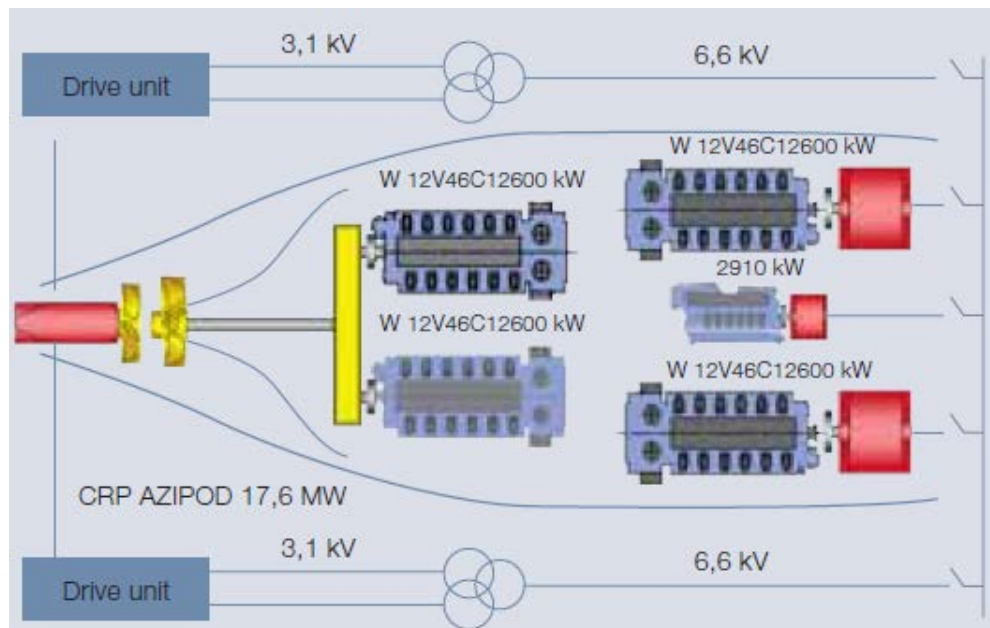 3,1 kV
6,6 kV
Drive unit
W 12V46C12600 kW
W 12V46C12600 kW
2910 kW
W 12V46C12600 kW
W 12V46C12600 kW
CRP AZIPOD 17,6 MW
3,1 kV
6,6 kV
Drive unit